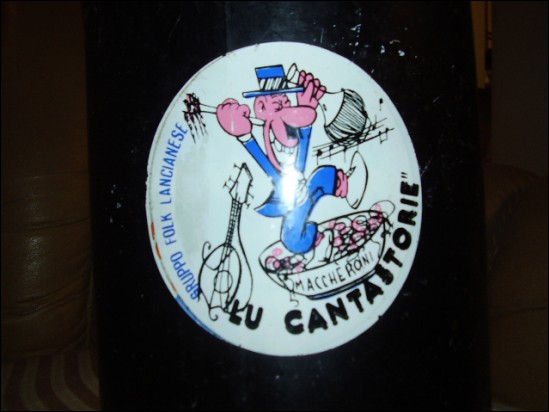 GRUPPO FOLK LANCIANESE
MACCHERONI
LU CANTASTORIE"